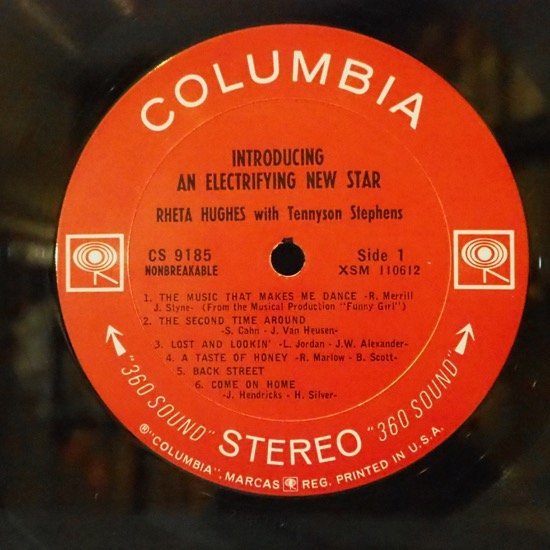 COLUMBIA
INTRODUCING
AN ELECTRIFYING NEW STAR
RHETA HUGHES with Tennyson Stephens
CS 9185
NONBREAKABLE
Side 1
XSM 110612
1. THE MUSIC THAT MAKES ME DANCE -R. Merrill
J. Styne- (From the Musical Production "Funny Girl")
2. THE SECOND TIME AROUND
-S. Cahn - J. Van Heusen-
3. LOST AND LOOKIN' -L. Jordan - J.W. Alexander-
4. A TASTE OF HONEY -R. Marlow - B. Scott-
5. BACK STREET
6. COME ON HOME
-J. Hendricks - H. Silver-
"360 SOUND" STEREO "360 SOUND"
®"COLUMBIA", MARCAS REG. PRINTED IN U.S.A.